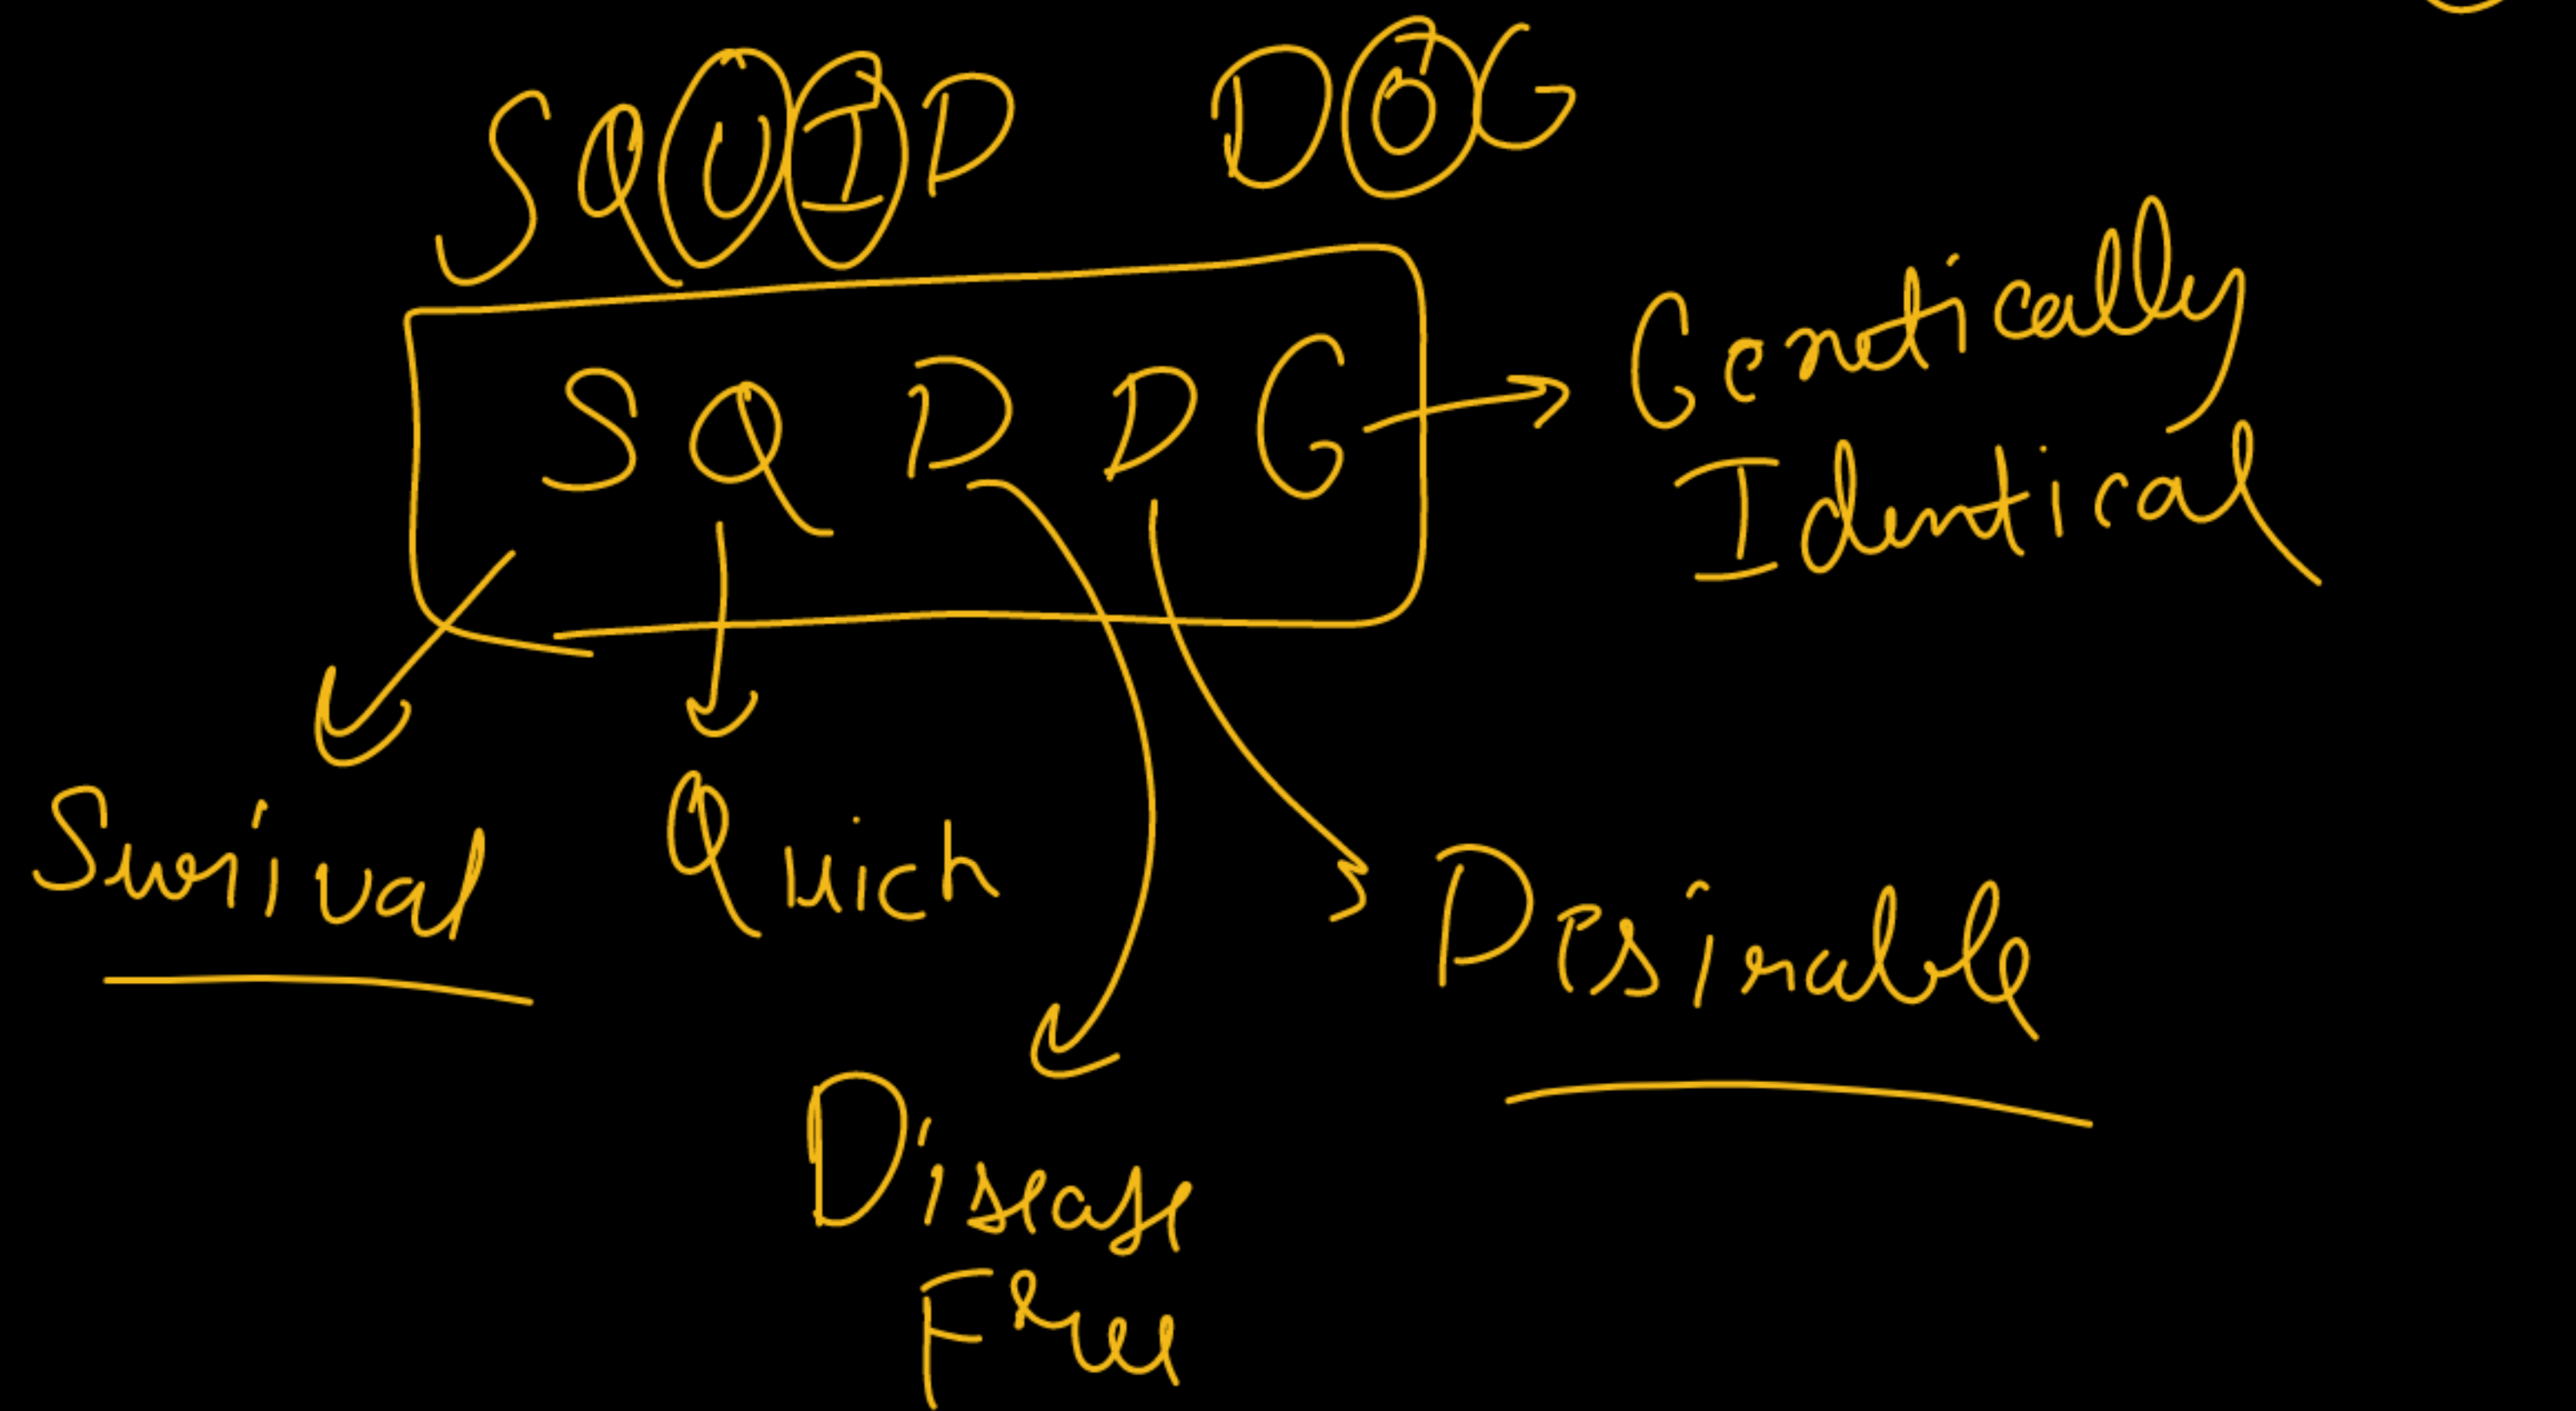 SQUID DOG
SQDDG
Genetically
Identical
Survival
Quick
Desirable
Disease
Free